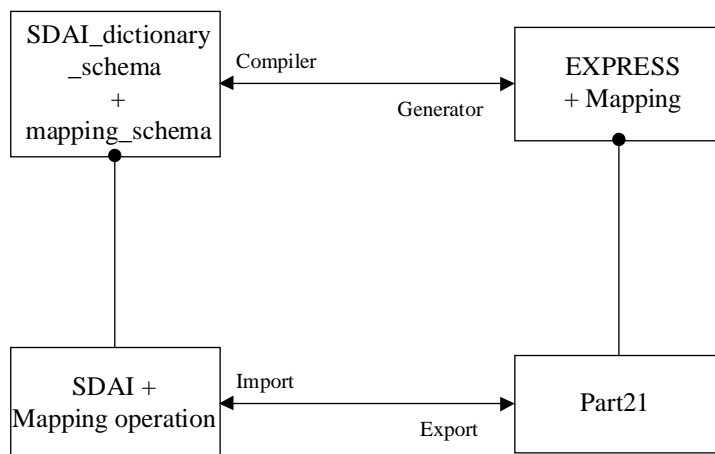 SDAI_dictionary
_schema
+
mapping_schema
Compiler
Generator
EXPRESS
+ Mapping
SDAI +
Mapping operation
Import
Export
Part21